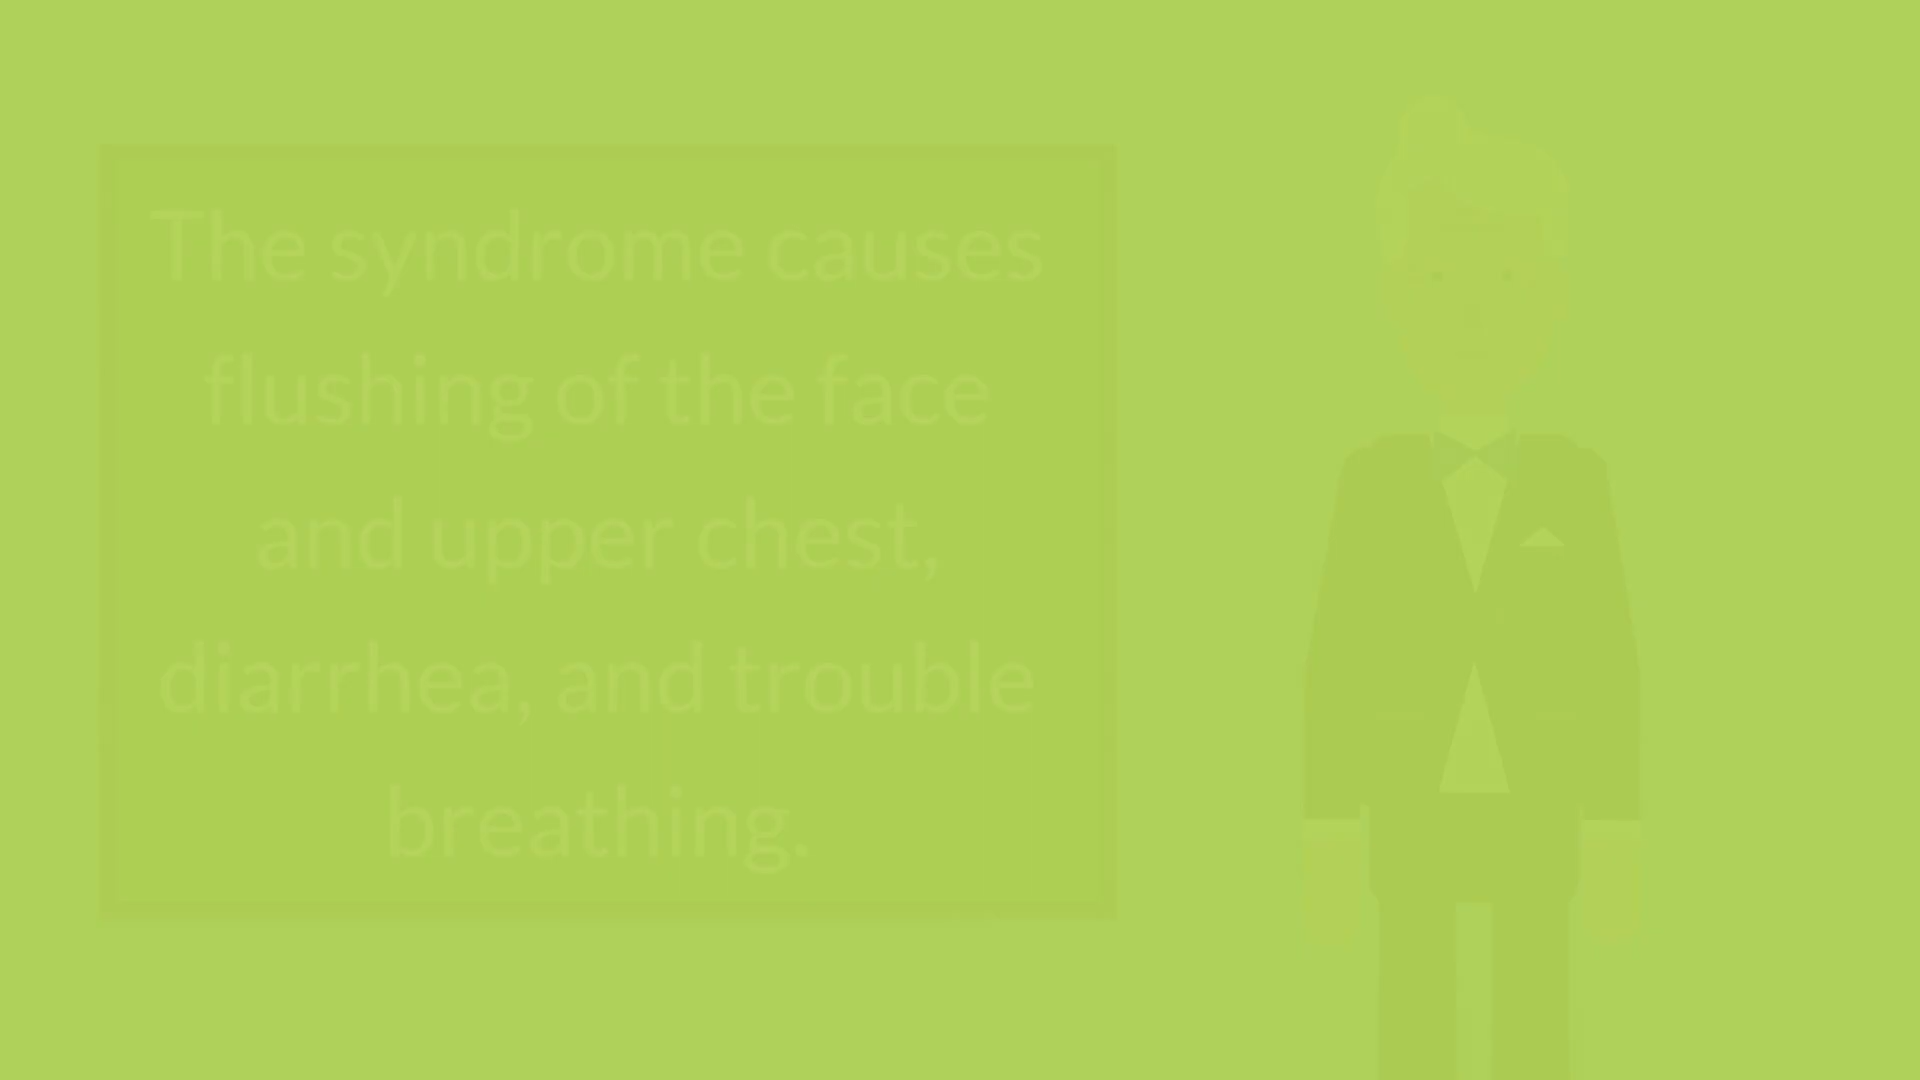 The syndrome causes
flushing of the face
and upper chest,
diarrhea, and trouble
breathing.